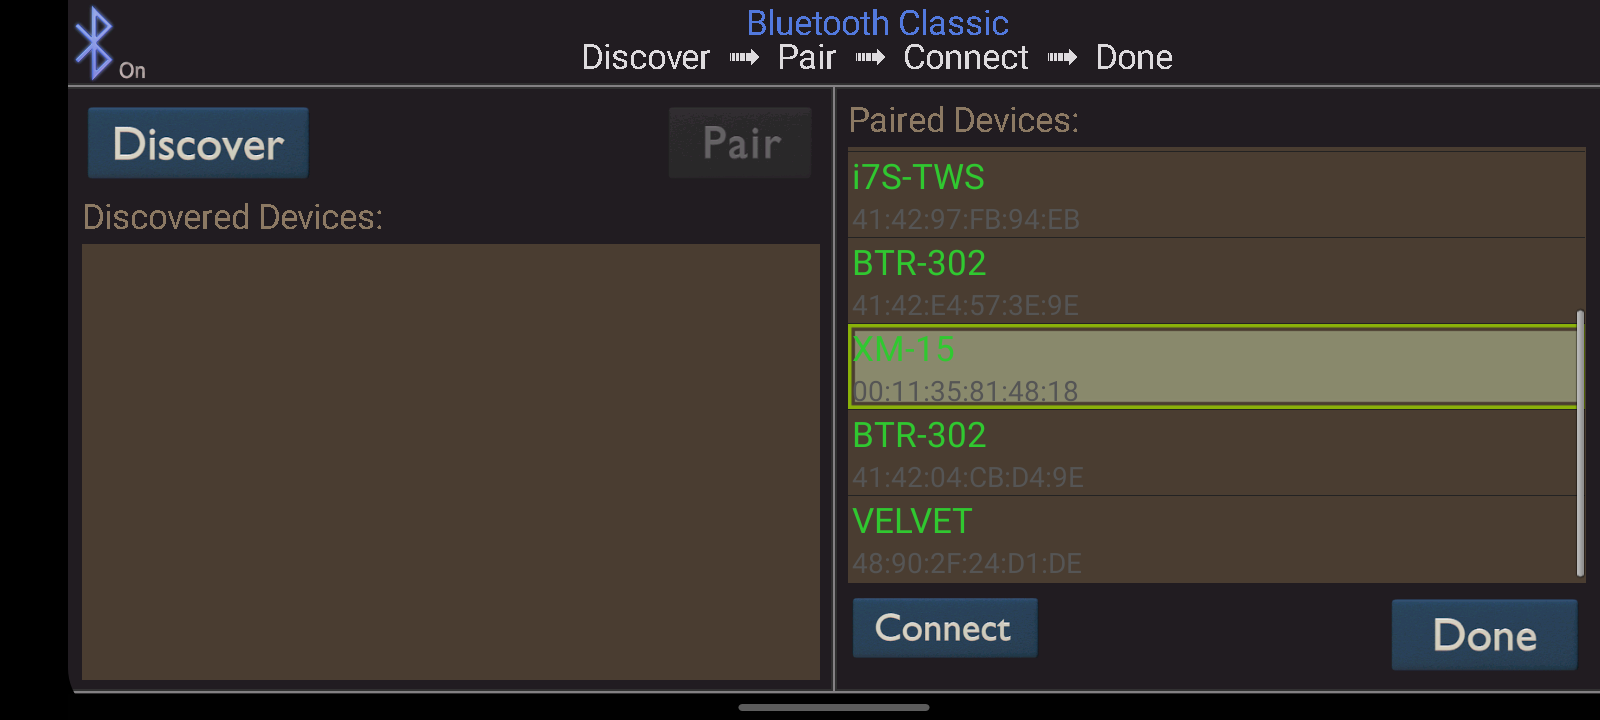 Bluetooth Classic
Discover ➟ Pair ➟ Connect ➟ Done
On
Discover
Pair
Discovered Devices:
Paired Devices:
i7S-TWS
41:42:97:FB:94:EB
BTR-302
41:42:E4:57:3E:9E
XM-15
00:11:35:81:48:18
BTR-302
41:42:04:CB:D4:9E
VELVET
48:90:2F:24:D1:DE
Connect
Done